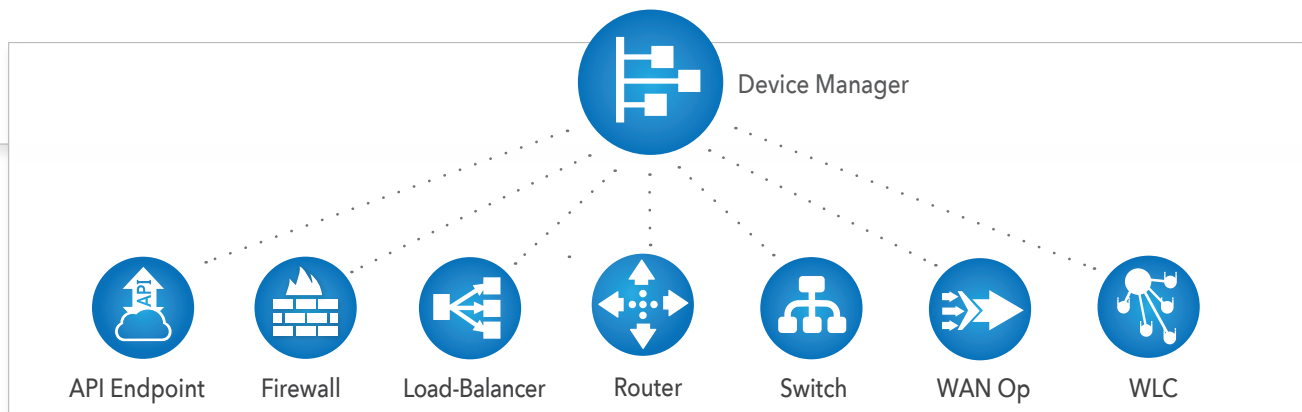 Device Manager
API
API Endpoint
Firewall
Load-Balancer
Router
Switch
WAN Op
WLC